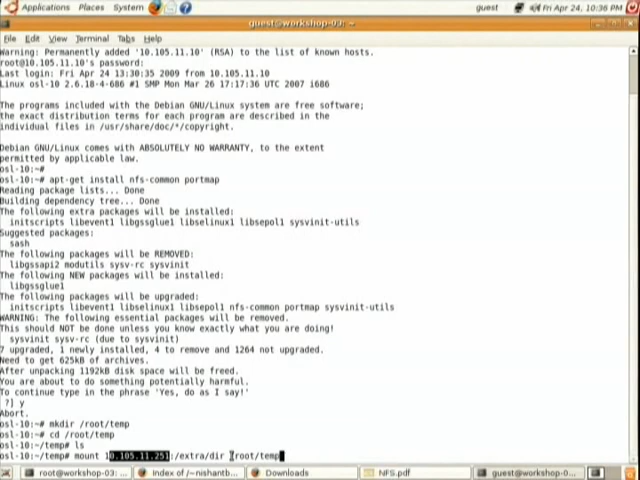 Applications Places System guest Fri Apr 24, 10:36 PM
guest@workshop-03: ~
File Edit View Terminal Tabs Help
Warning: Permanently added '10.105.11.10' (RSA) to the list of known hosts.
root@10.105.11.10's password:
Last login: Fri Apr 24 13:30:35 2009 from 10.105.11.10
Linux osl-10 2.6.18-4-686 #1 SMP Mon Mar 26 17:17:36 UTC 2007 i686
The programs included with the Debian GNU/Linux system are free software;
the exact distribution terms for each program are described in the
individual files in /usr/share/doc/*/copyright.
Debian GNU/Linux comes with ABSOLUTELY NO WARRANTY, to the extent
permitted by applicable law.
osl-10:~#
osl-10:~# apt-get install nfs-common portmap
Reading package lists... Done
Building dependency tree... Done
The following extra packages will be installed:
initscripts libevent1 libgssglue1 libselinux1 libsepol1 sysvinit-utils
Suggested packages:
sash
The following packages will be REMOVED:
libgssapi2 modutils sysv-rc sysvinit
The following NEW packages will be installed:
libgssglue1
The following packages will be upgraded:
initscripts libevent1 libselinux1 libsepol1 nfs-common portmap sysvinit-utils
WARNING: The following essential packages will be removed.
This should NOT be done unless you know exactly what you are doing!
sysvinit sysv-rc (due to sysvinit)
7 upgraded, 1 newly installed, 4 to remove and 1264 not upgraded.
Need to get 625kB of archives.
After unpacking 1192kB disk space will be freed.
You are about to do something potentially harmful.
To continue type in the phrase 'Yes, do as I say!'
?] y
Abort.
osl-10:~# mkdir /root/temp
osl-10:~# cd /root/temp
osl-10:~/temp# ls
osl-10:~/temp# mount 10.105.11.251:/extra/dir /root/temp
root@workshop-03: ... Index of /~nishantb... Downloads NFS.pdf guest@workshop-0...